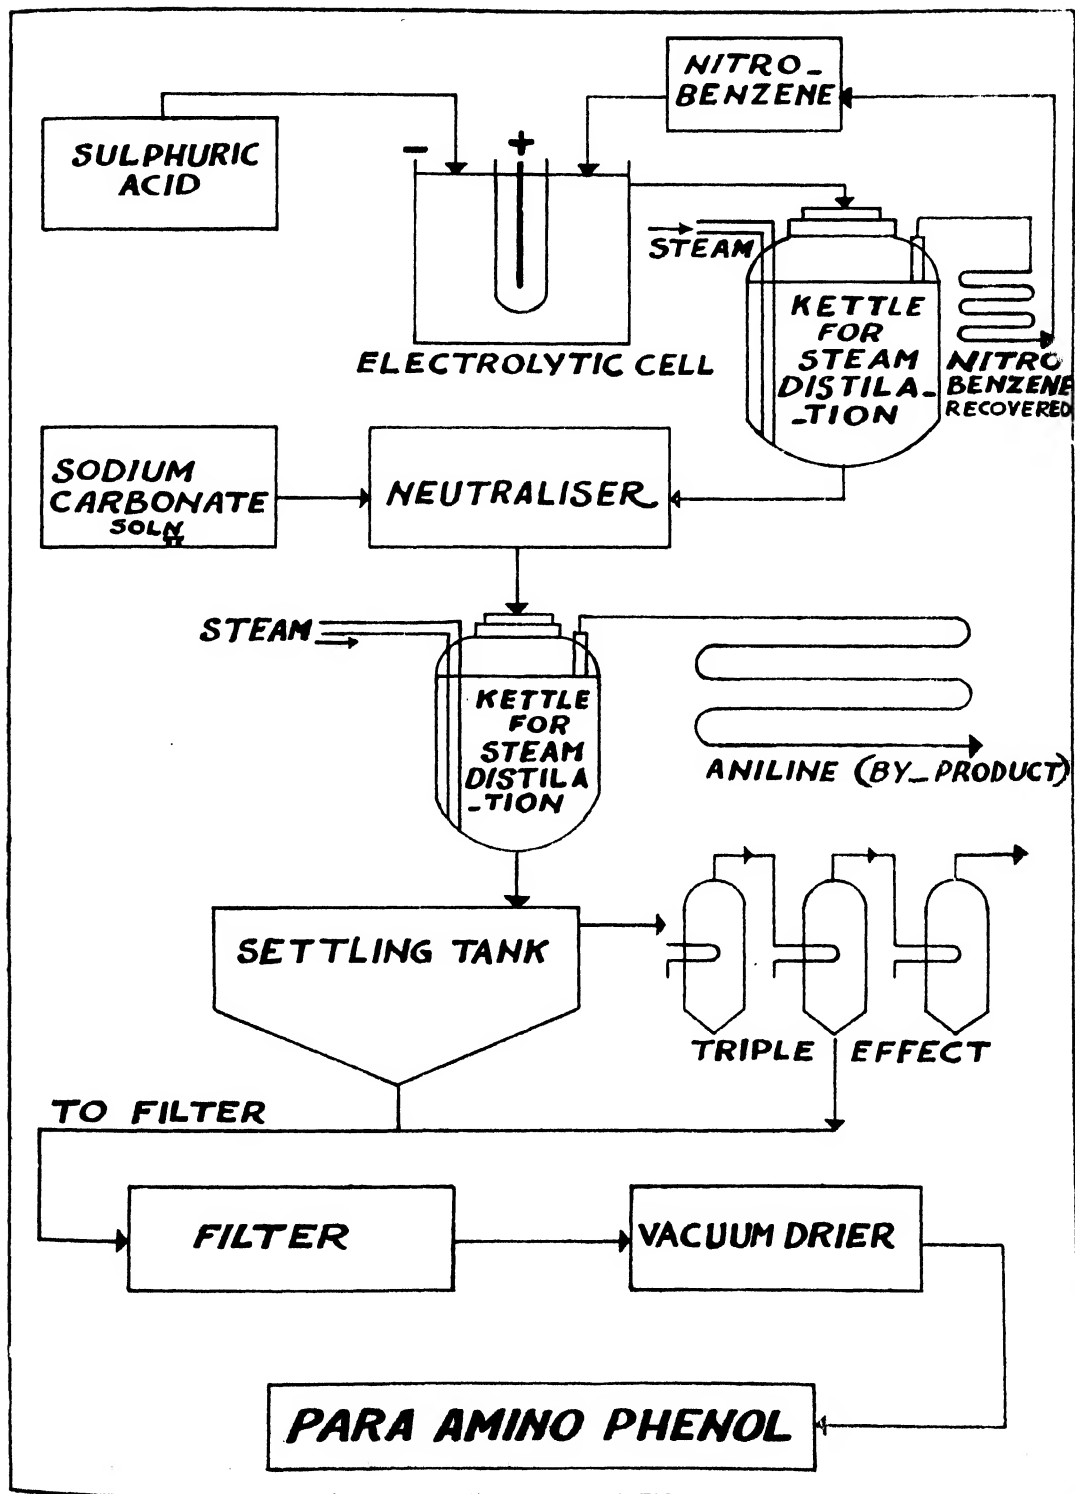 NITRO-
BENZENE
SULPHURIC
ACID
-
+
STEAM
ELECTROLYTIC CELL
KETTLE
FOR
STEAM
DISTILA-
-TION
NITRO
BENZENE
RECOVERED
SODIUM
CARBONATE
SOLN
NEUTRALISER
STEAM
KETTLE
FOR
STEAM
DISTILA
-TION
ANILINE (BY-PRODUCT)
SETTLING TANK
TRIPLE EFFECT
TO FILTER
FILTER
VACUUM DRIER
PARA AMINO PHENOL